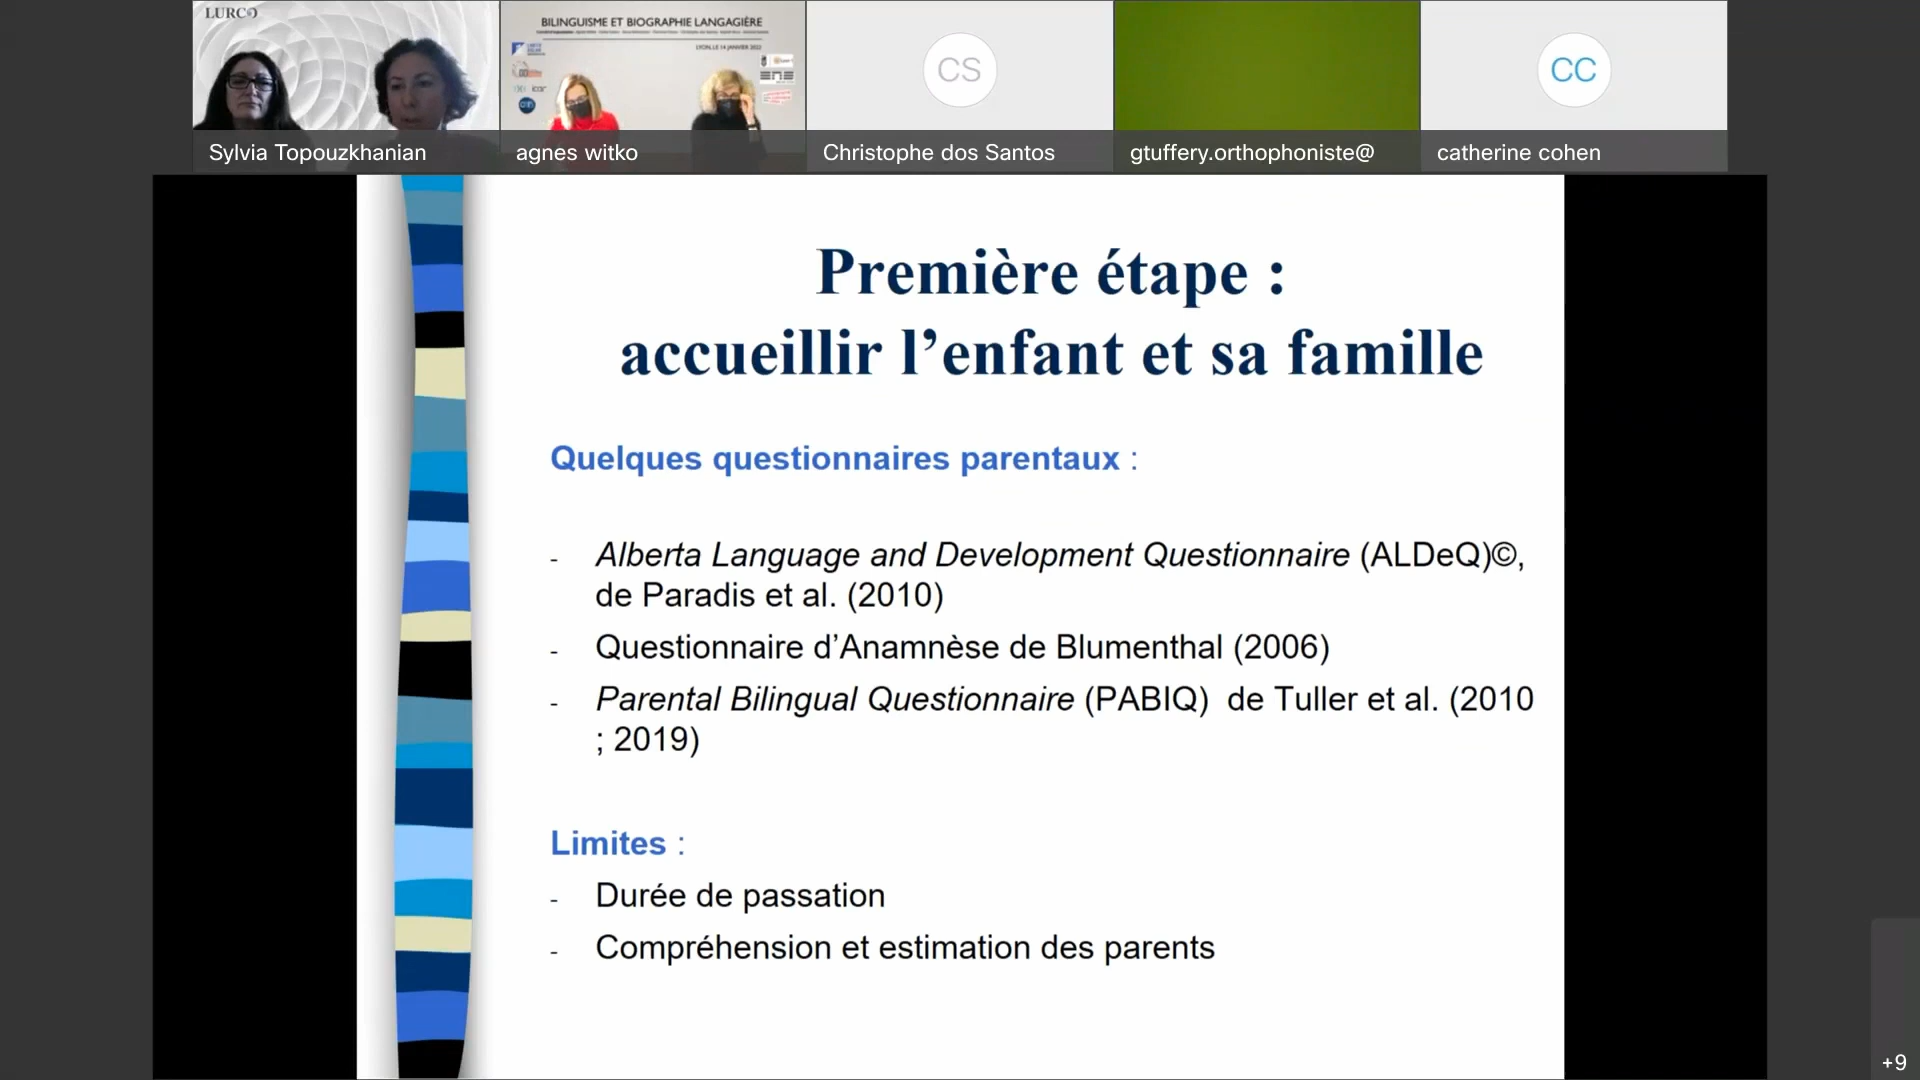 LURCO
BILINGUISME ET BIOGRAPHIE LANGAGIÈRE
LYON, LE 14 JANVIER 2022
icar
ENS
CS
CC
Sylvia Topouzkhanian
agnes witko
Christophe dos Santos
gtuffery.orthophoniste@
catherine cohen
Première étape :
accueillir l’enfant et sa famille
Quelques questionnaires parentaux :
- Alberta Language and Development Questionnaire (ALDeQ)©,
de Paradis et al. (2010)
- Questionnaire d’Anamnèse de Blumenthal (2006)
- Parental Bilingual Questionnaire (PABIQ) de Tuller et al. (2010
; 2019)
Limites :
- Durée de passation
- Compréhension et estimation des parents
+9